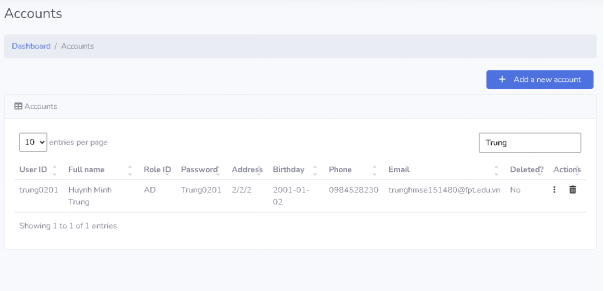 Accounts
Dashboard / Accounts
+ Add a new account
Accounts
10 entries per page
Trung
User ID Full name Role ID Password Address Birthday Phone Email Deleted? Actions
trung0201 Huynh Minh AD Trung0201 2/2/2 2001-01- 0984528230 trunghmse151480@fpt.edu.vn No
Trung 02
Showing 1 to 1 of 1 entries